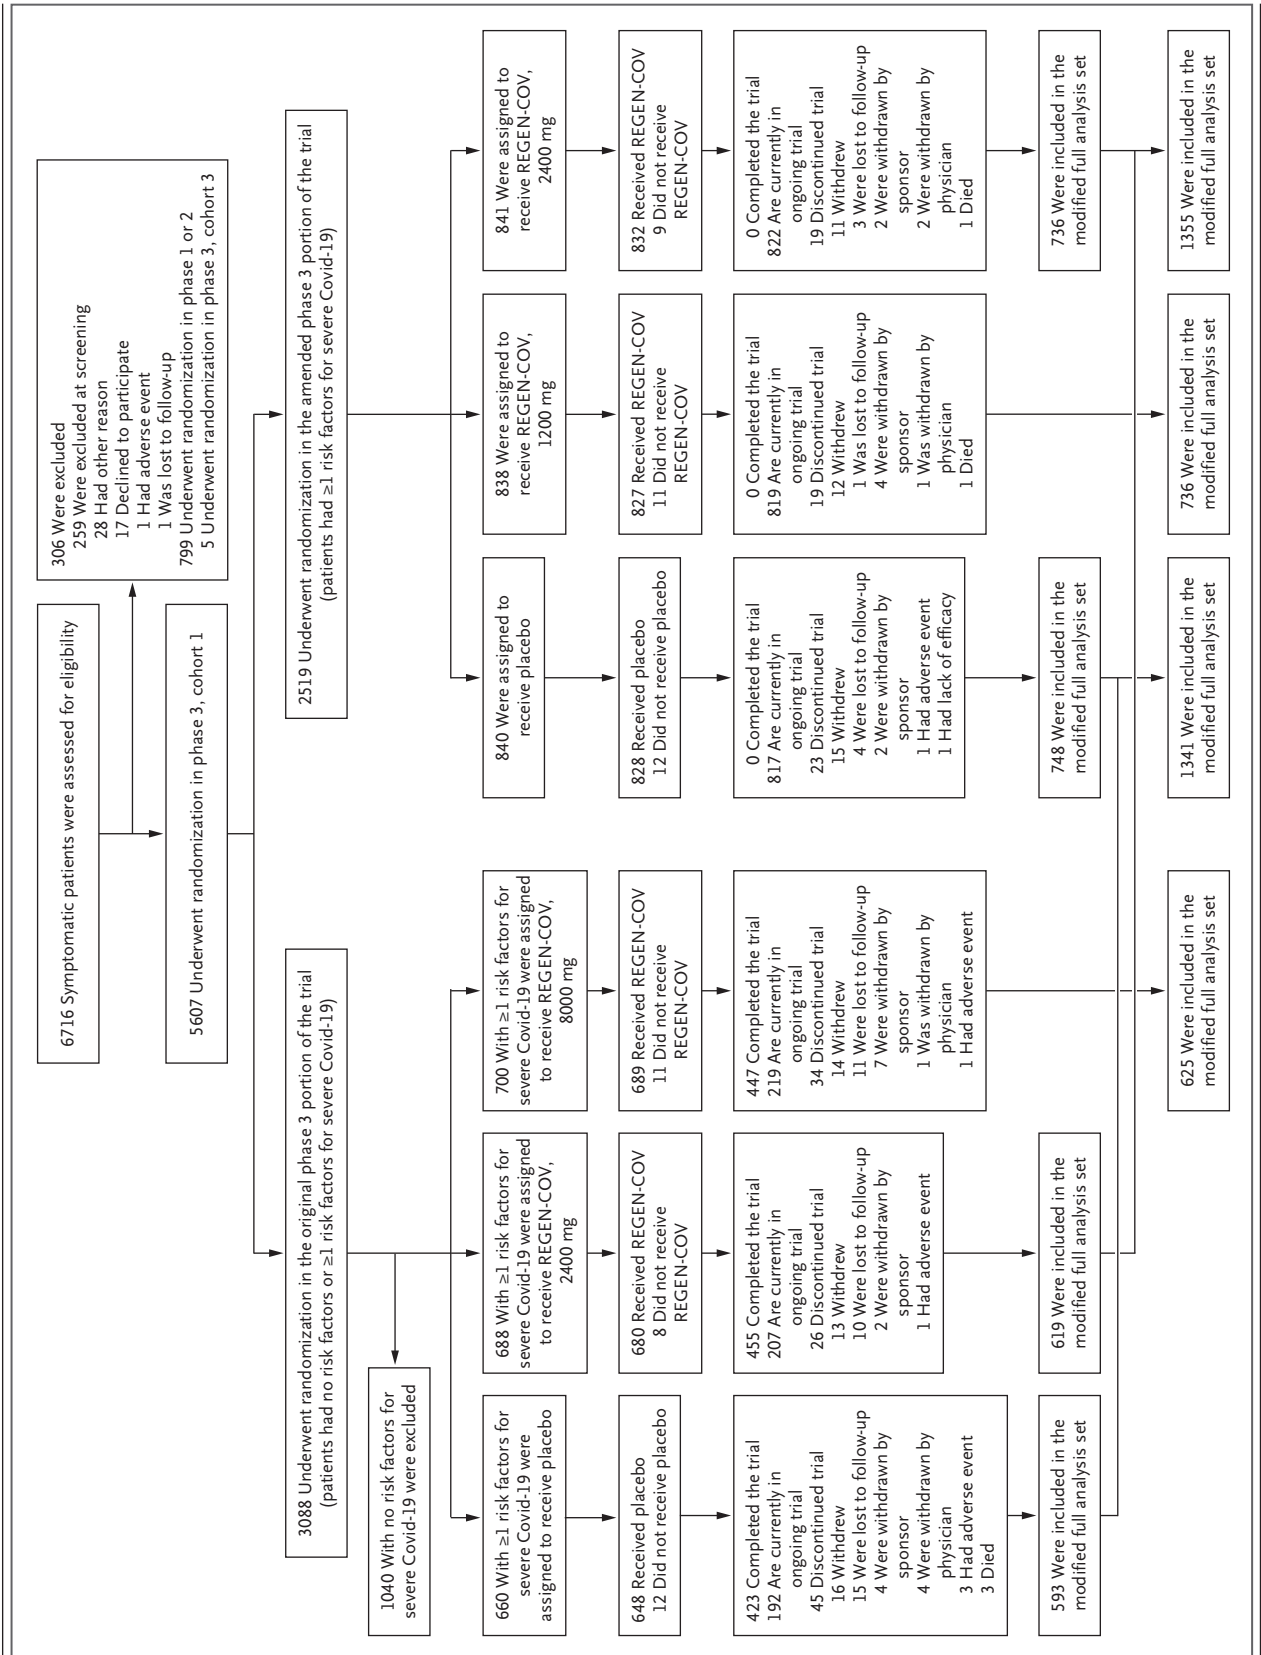 6716 Symptomatic patients were assessed for eligibility
306 Were excluded
259 Were excluded at screening
28 Had other reason
17 Declined to participate
1 Had adverse event
1 Was lost to follow-up
799 Underwent randomization in phase 1 or 2
5 Underwent randomization in phase 3, cohort 3
5607 Underwent randomization in phase 3, cohort 1
3088 Underwent randomization in the original phase 3 portion of the trial
(patients had no risk factors or ≥1 risk factors for severe Covid-19)
2519 Underwent randomization in the amended phase 3 portion of the trial
(patients had ≥1 risk factors for severe Covid-19)
1040 With no risk factors for
severe Covid-19 were excluded
660 With ≥1 risk factors for
severe Covid-19 were
assigned to receive placebo
688 With ≥1 risk factors for
severe Covid-19 were assigned
to receive REGEN-COV,
2400 mg
700 With ≥1 risk factors for
severe Covid-19 were assigned
to receive REGEN-COV,
8000 mg
840 Were assigned to
receive placebo
838 Were assigned to
receive REGEN-COV,
1200 mg
841 Were assigned to
receive REGEN-COV,
2400 mg
648 Received placebo
12 Did not receive placebo
680 Received REGEN-COV
8 Did not receive
REGEN-COV
689 Received REGEN-COV
11 Did not receive
REGEN-COV
828 Received placebo
12 Did not receive placebo
827 Received REGEN-COV
11 Did not receive
REGEN-COV
832 Received REGEN-COV
9 Did not receive
REGEN-COV
423 Completed the trial
192 Are currently in
ongoing trial
45 Discontinued trial
16 Withdrew
15 Were lost to follow-up
4 Were withdrawn by
sponsor
4 Were withdrawn by
physician
3 Had adverse event
3 Died
455 Completed the trial
207 Are currently in
ongoing trial
26 Discontinued trial
13 Withdrew
10 Were lost to follow-up
2 Were withdrawn by
sponsor
1 Had adverse event
447 Completed the trial
219 Are currently in
ongoing trial
34 Discontinued trial
14 Withdrew
11 Were lost to follow-up
7 Were withdrawn by
sponsor
1 Was withdrawn by
physician
1 Had adverse event
0 Completed the trial
817 Are currently in
ongoing trial
23 Discontinued trial
15 Withdrew
4 Were lost to follow-up
2 Were withdrawn by
sponsor
1 Had adverse event
1 Had lack of efficacy
0 Completed the trial
819 Are currently in
ongoing trial
19 Discontinued trial
12 Withdrew
1 Was lost to follow-up
4 Were withdrawn by
sponsor
1 Was withdrawn by
physician
1 Died
0 Completed the trial
822 Are currently in
ongoing trial
19 Discontinued trial
11 Withdrew
3 Were lost to follow-up
2 Were withdrawn by
sponsor
2 Were withdrawn by
physician
1 Died
593 Were included in the
modified full analysis set
619 Were included in the
modified full analysis set
748 Were included in the
modified full analysis set
736 Were included in the
modified full analysis set
625 Were included in the
modified full analysis set
1341 Were included in the
modified full analysis set
736 Were included in the
modified full analysis set
1355 Were included in the
modified full analysis set